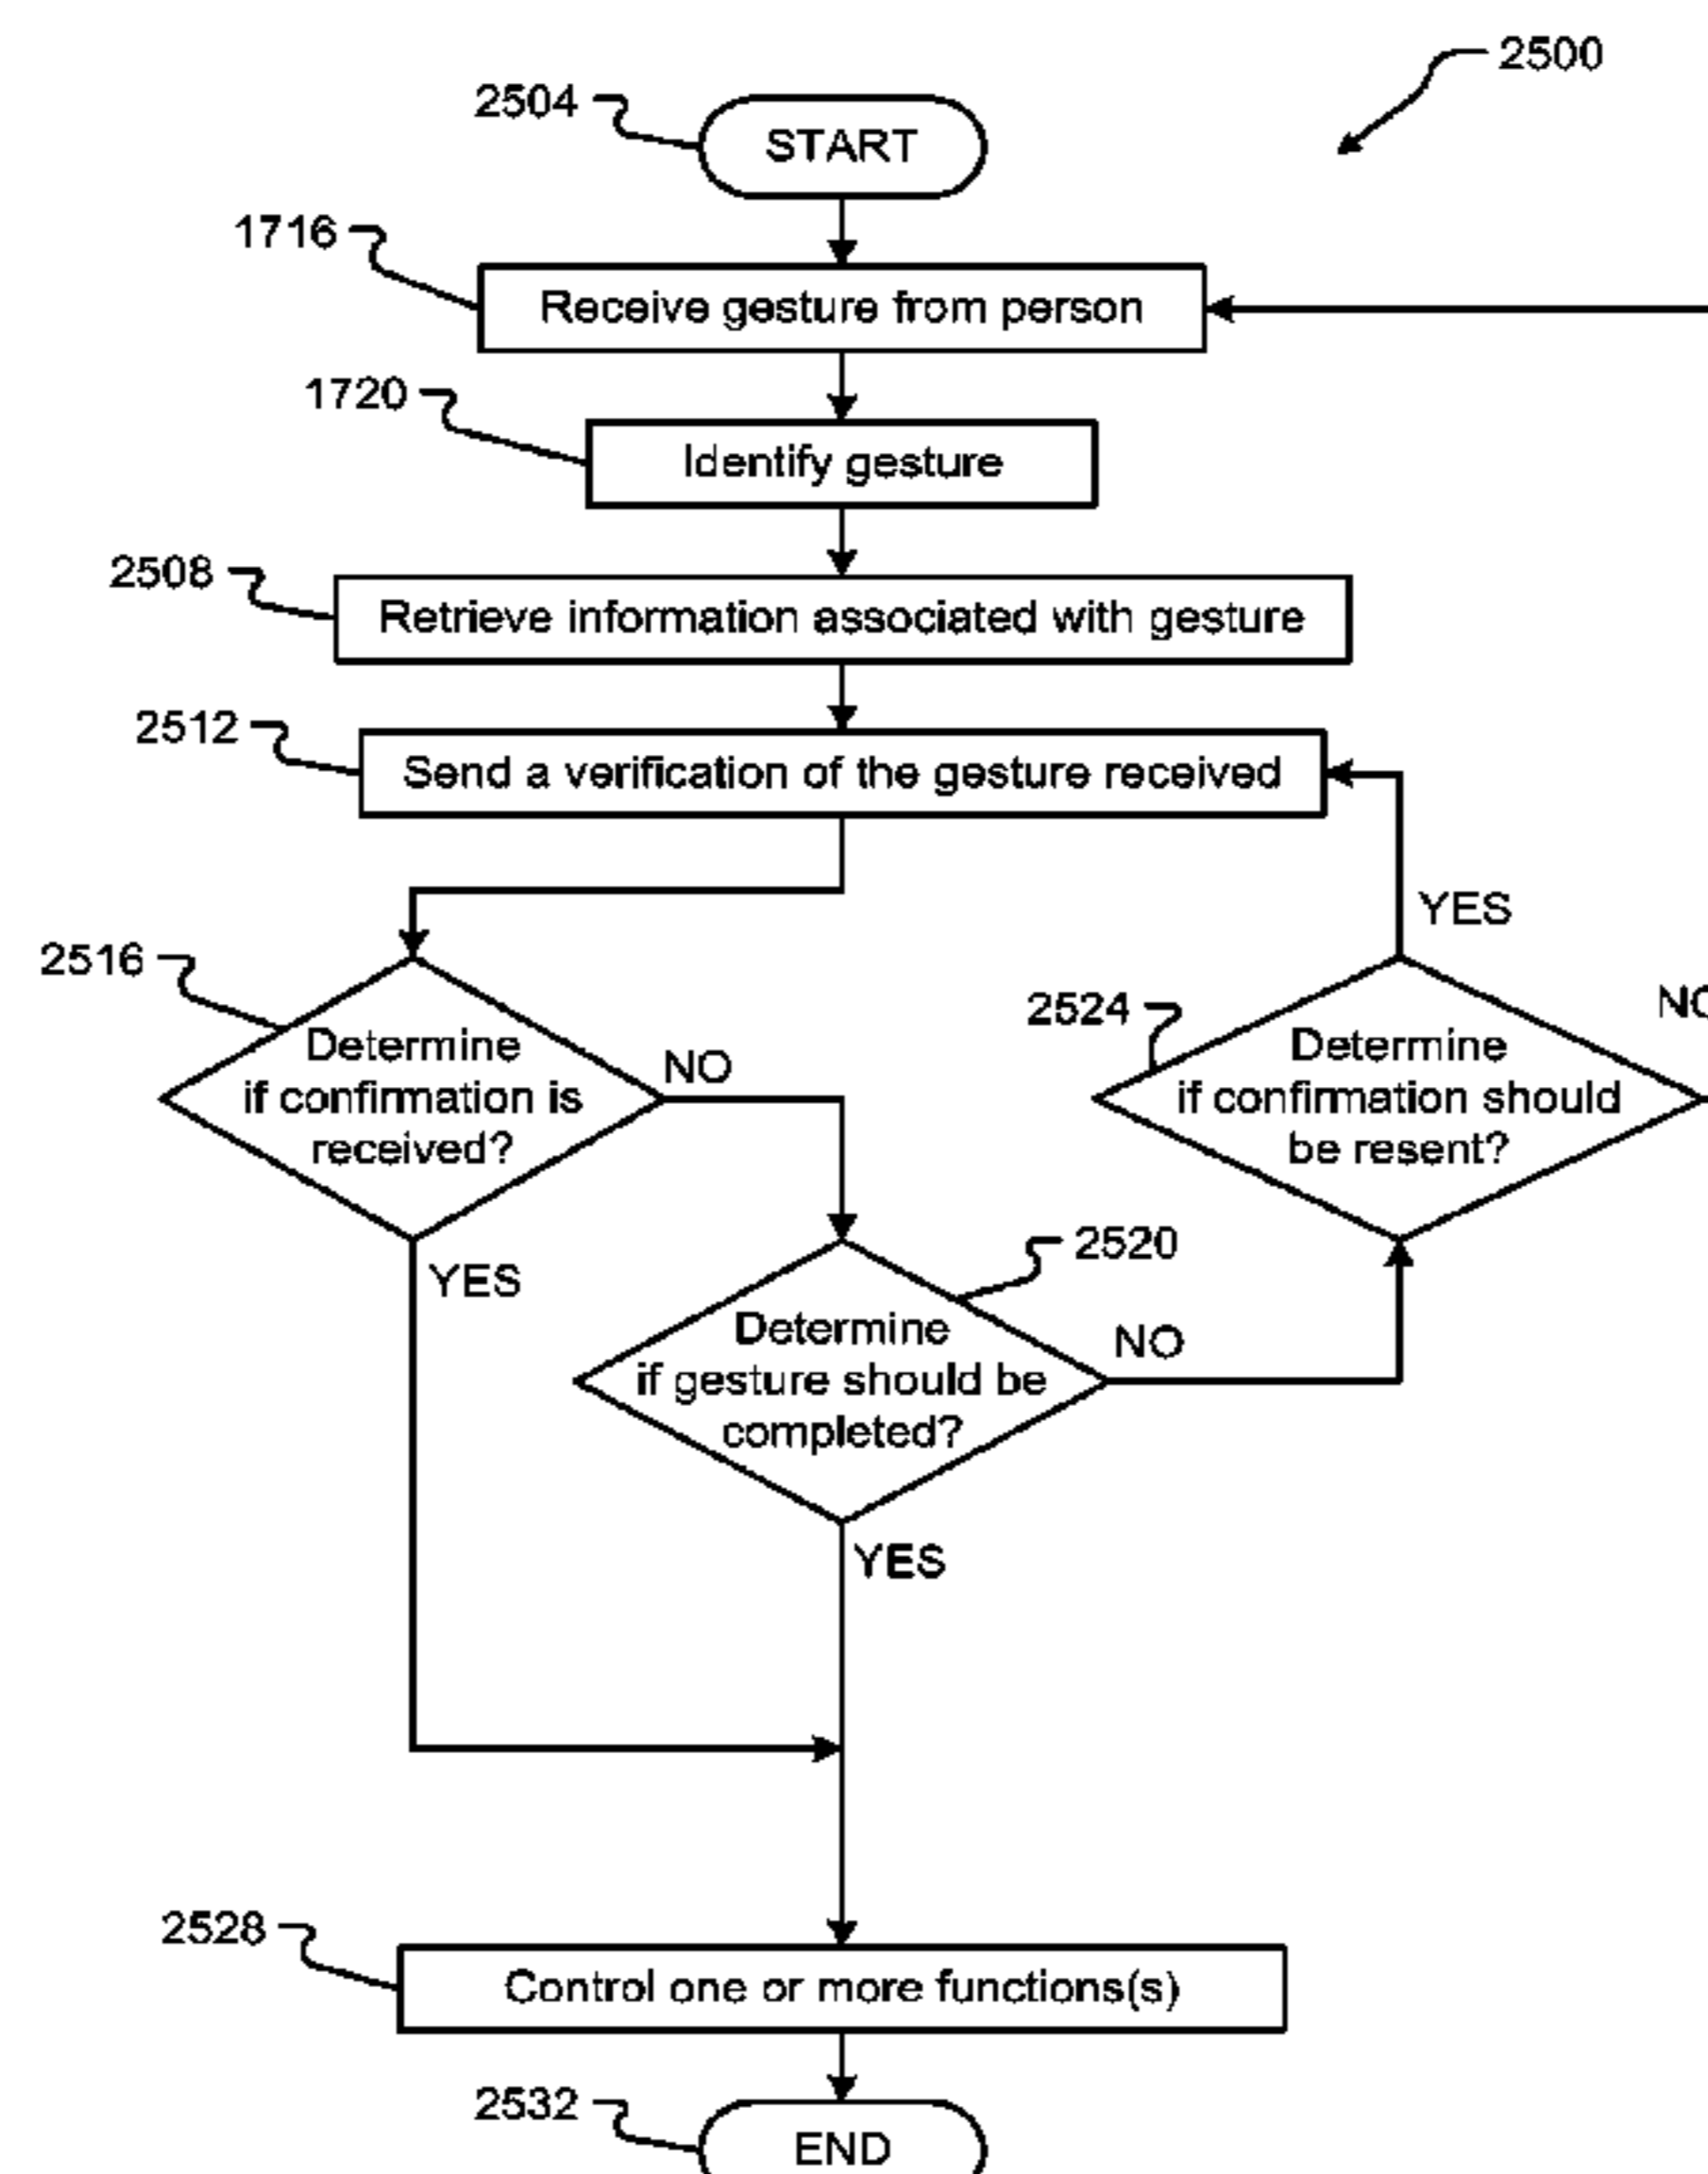 2500
2504
START
1716
Receive gesture from person
1720
Identify gesture
2508
Retrieve information associated with gesture
2512
Send a verification of the gesture received
YES
2516
Determine
if confirmation is
received?
NO
2524
Determine
if confirmation should
be resent?
NO
YES
2520
Determine
if gesture should be
completed?
NO
YES
2528
Control one or more functions(s)
2532
END